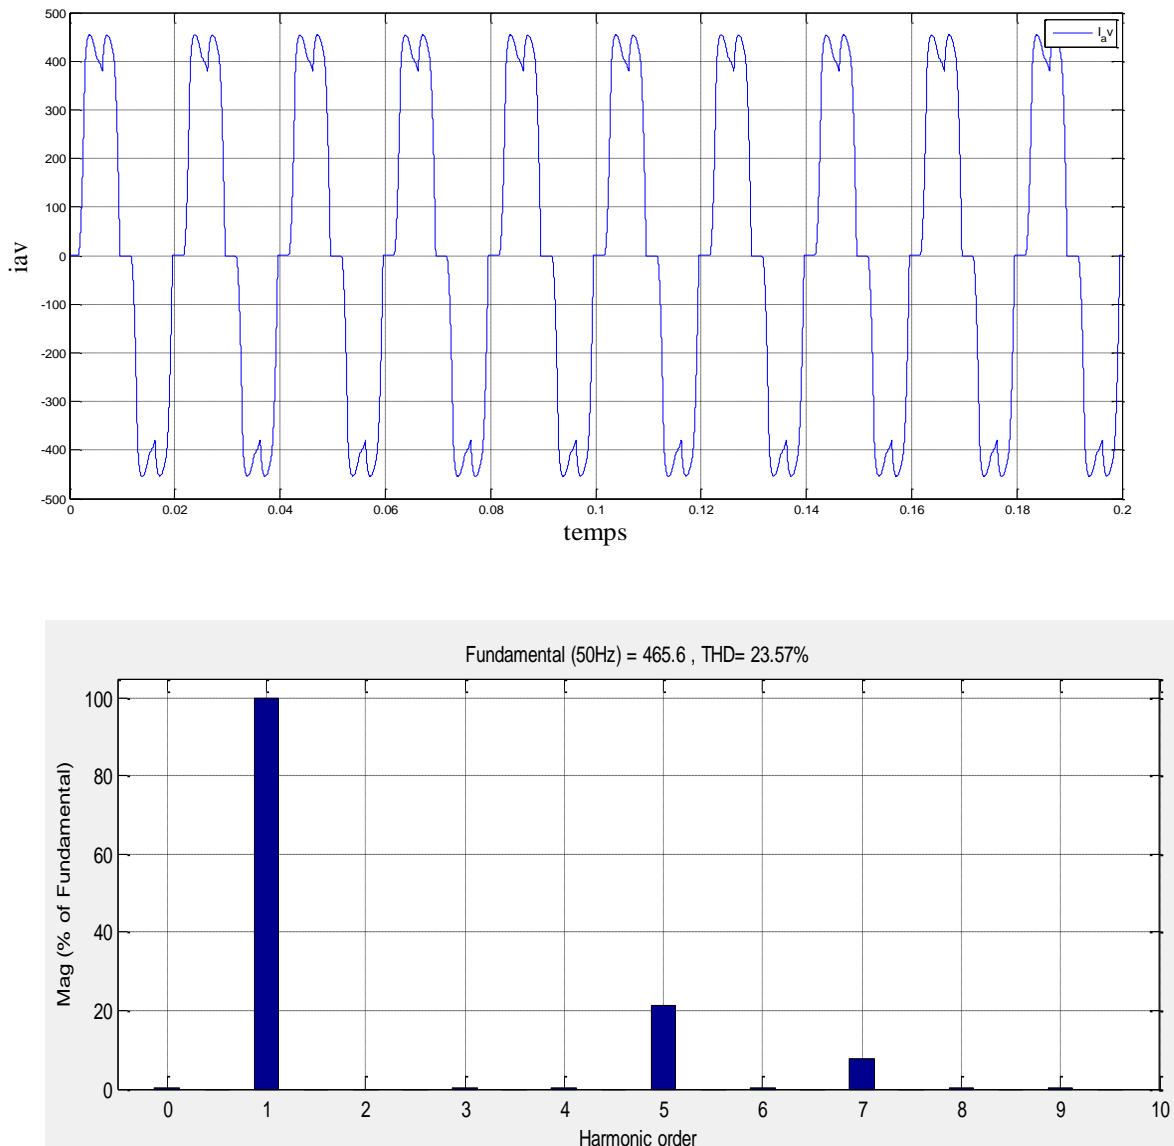 500
400
300
200
100
0
-100
-200
-300
-400
-500
iav
I_av
0 0.02 0.04 0.06 0.08 0.1 0.12 0.14 0.16 0.18 0.2
temps
Fundamental (50Hz) = 465.6 , THD= 23.57%
100
80
60
40
20
0
Mag (% of Fundamental)
0 1 2 3 4 5 6 7 8 9 10
Harmonic order